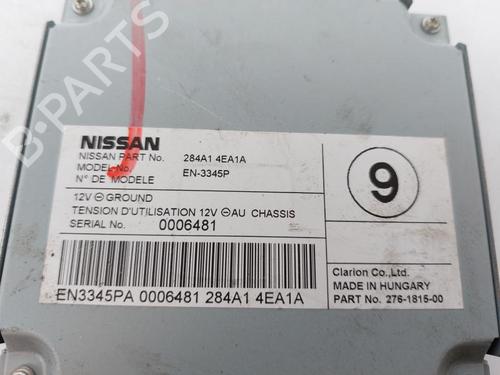 B-PARTS
NISSAN
NISSAN PART No. 284A1 4EA1A
MODEL No. EN-3345P
N° DE MODELE
12V ⊖ GROUND
TENSION D'UTILISATION 12V ⊖ AU CHASSIS
SERIAL No. 0006481
EN3345PA 0006481 284A1 4EA1A
9
Clarion Co.,Ltd.
MADE IN HUNGARY
PART No. 276-1815-00